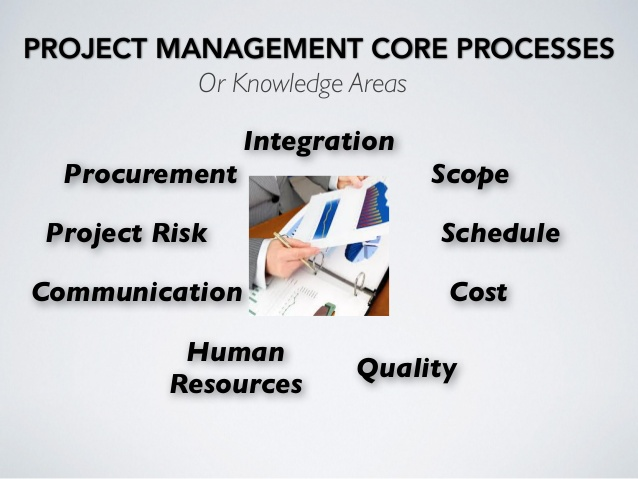 PROJECT MANAGEMENT CORE PROCESSES
Or Knowledge Areas
Integration
Procurement
Scope
Project Risk
Schedule
Communication
Cost
Human
Resources
Quality